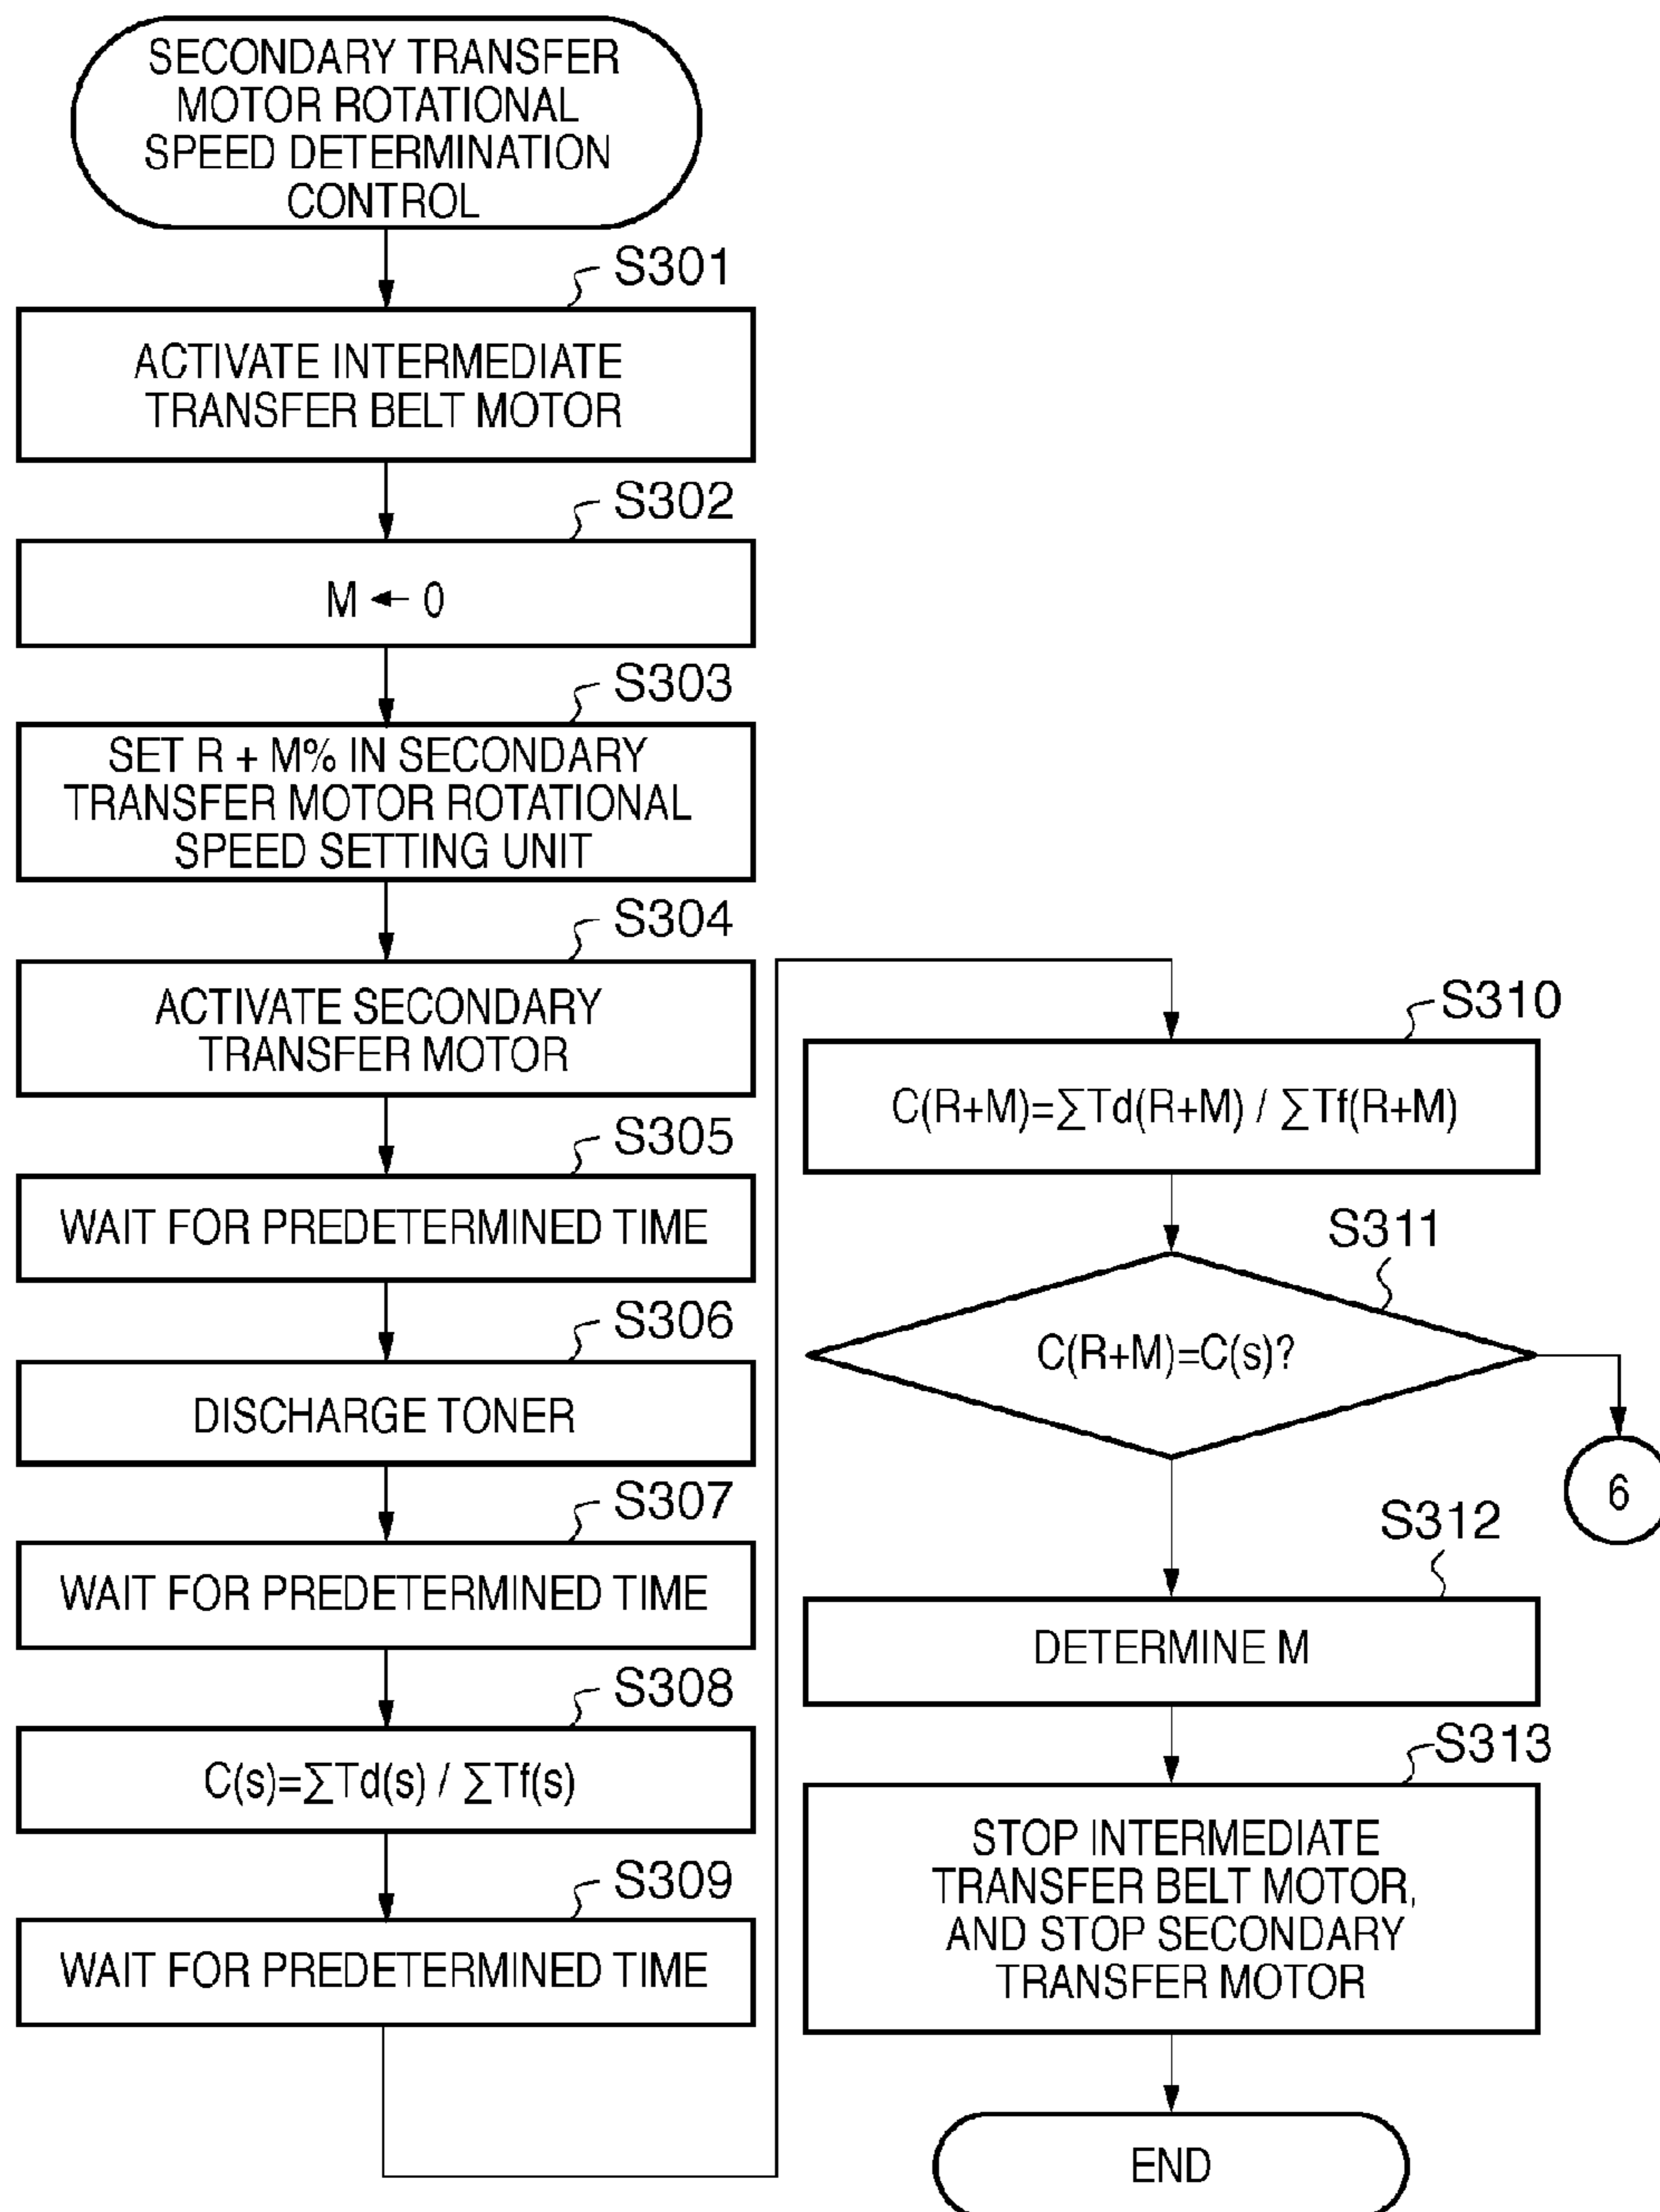 SECONDARY TRANSFER
MOTOR ROTATIONAL
SPEED DETERMINATION
CONTROL
S301
ACTIVATE INTERMEDIATE
TRANSFER BELT MOTOR
S302
M ← 0
S303
SET R + M% IN SECONDARY
TRANSFER MOTOR ROTATIONAL
SPEED SETTING UNIT
S304
ACTIVATE SECONDARY
TRANSFER MOTOR
S305
WAIT FOR PREDETERMINED TIME
S306
DISCHARGE TONER
S307
WAIT FOR PREDETERMINED TIME
S308
C(s)=∑Td(s) / ∑Tf(s)
S309
WAIT FOR PREDETERMINED TIME
S310
C(R+M)=∑Td(R+M) / ∑Tf(R+M)
S311
C(R+M)=C(s)?
6
S312
DETERMINE M
S313
STOP INTERMEDIATE
TRANSFER BELT MOTOR,
AND STOP SECONDARY
TRANSFER MOTOR
END